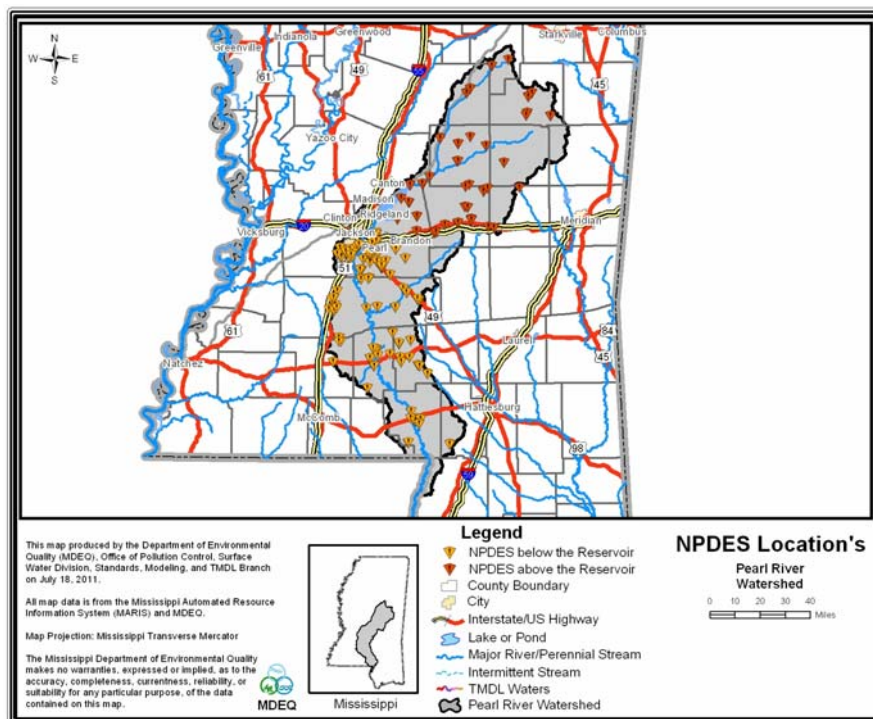 N
W E
S
Greenville
Indianola
Greenwood
Starkville
Columbus
61
49
55
45
Yazoo City
Canton
Madison
Clinton
Ridgeland
Vicksburg
20
Jackson
Pearl
Brandon
Meridian
51
61
49
84
Laurel
45
Natchez
McComb
Hattiesburg
98
59
This map produced by the Department of Environmental
Quality (MDEQ), Office of Pollution Control, Surface
Water Division, Standards, Modeling, and TMDL Branch
on July 18, 2011.
All map data is from the Mississippi Automated Resource
Information System (MARIS) and MDEQ.
Map Projection: Mississippi Transverse Mercator
The Mississippi Department of Environmental Quality
makes no warranties, expressed or implied, as to the
accuracy, completeness, currentness, reliability, or
suitability for any particular purpose, of the data
contained on this map.
MDEQ
Mississippi
Legend
NPDES below the Reservoir
NPDES above the Reservoir
County Boundary
City
Interstate/US Highway
Lake or Pond
Major River/Perennial Stream
Intermittent Stream
TMDL Waters
Pearl River Watershed
NPDES Location's
Pearl River
Watershed
0 10 20 30 40
Miles